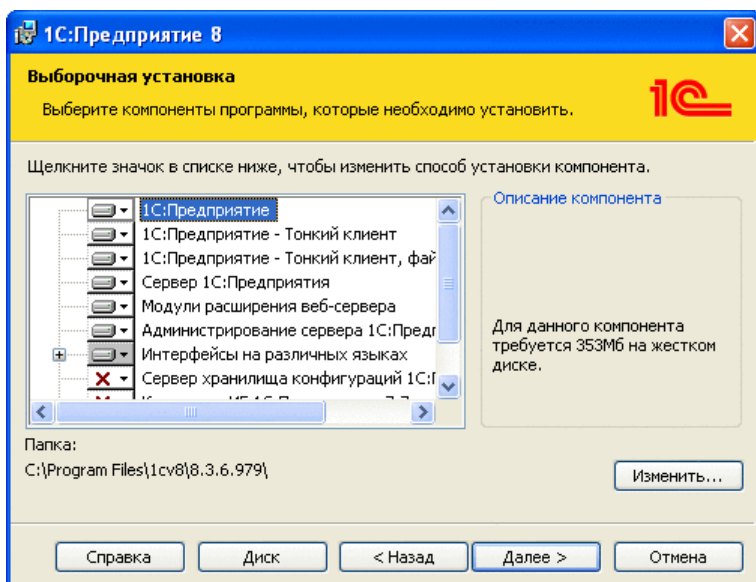 1С:Предприятие 8
Выборочная установка
Выберите компоненты программы, которые необходимо установить.
1С
Щелкните значок в списке ниже, чтобы изменить способ установки компонента.
1С:Предприятие
1С:Предприятие - Тонкий клиент
1С:Предприятие - Тонкий клиент, фай
Сервер 1С:Предприятия
Модули расширения веб-сервера
Администрирование сервера 1С:Предг
Интерфейсы на различных языках
Сервер хранилища конфигураций 1С:Г
Описание компонента
Для данного компонента
требуется 353Мб на жестком
диске.
Папка:
C:\Program Files\1cv8\8.3.6.979\
Изменить...
Справка
Диск
< Назад
Далее >
Отмена